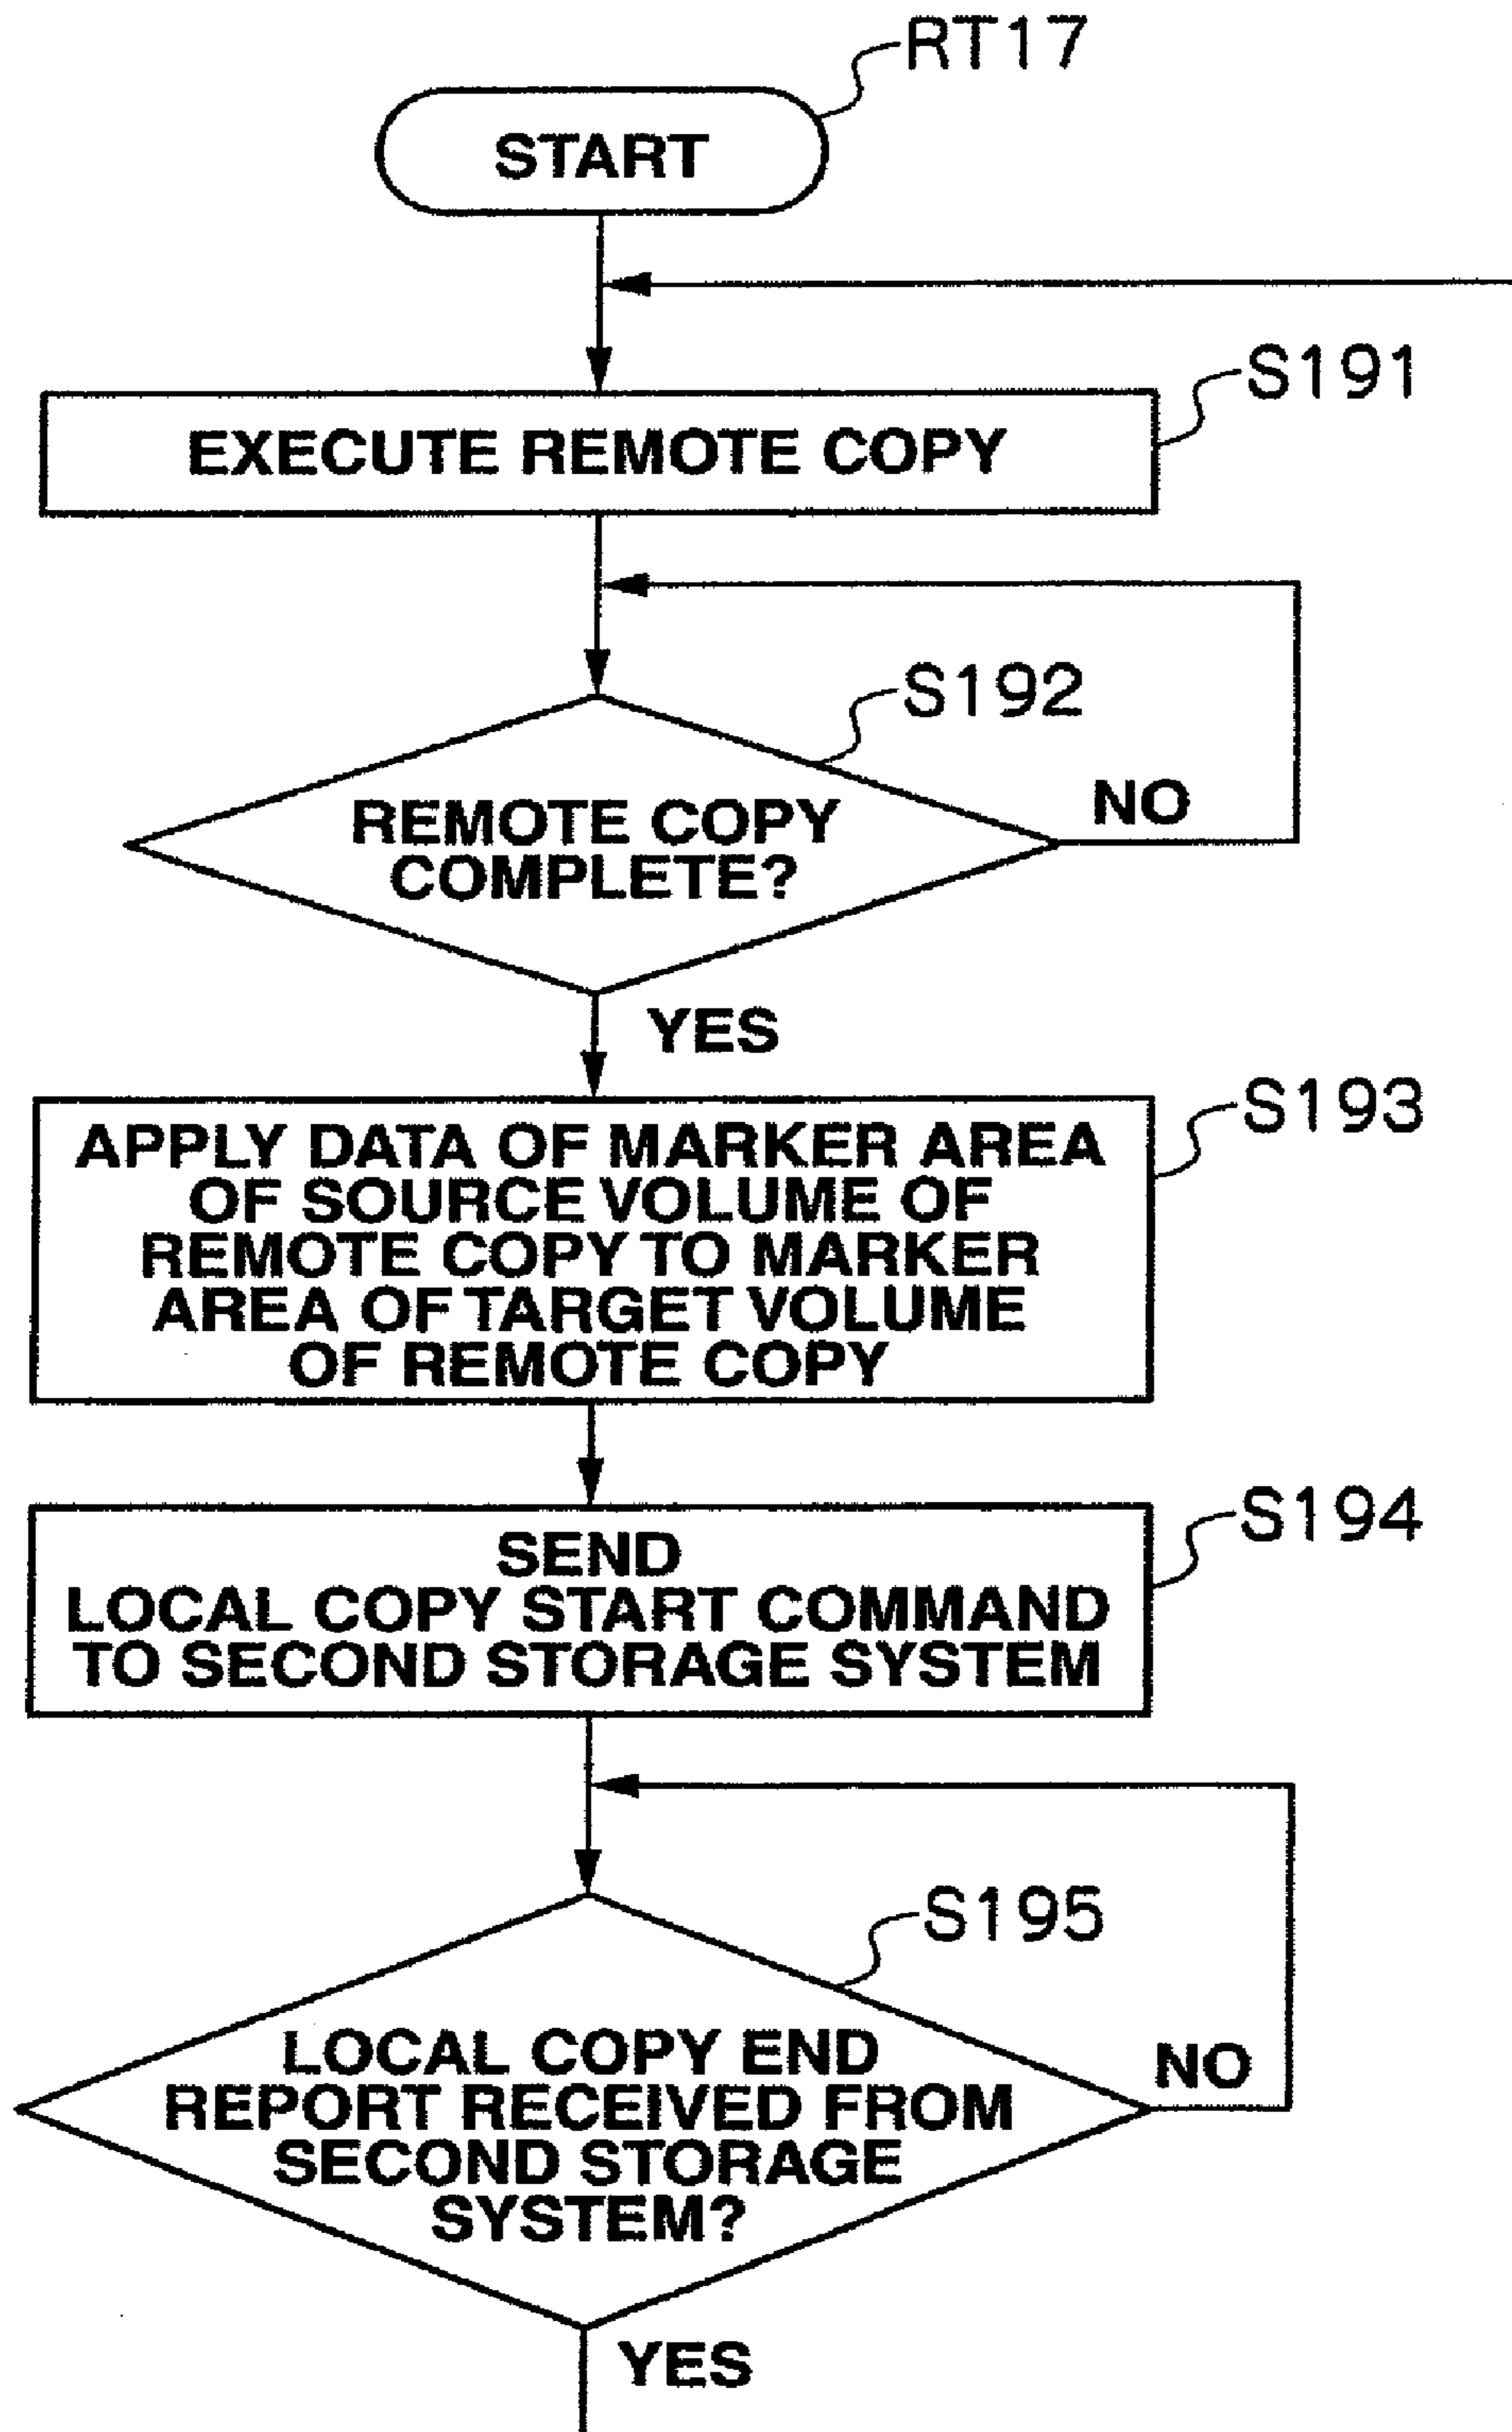 RT17
START
S191
EXECUTE REMOTE COPY
S192
REMOTE COPY
COMPLETE?
NO
YES
S193
APPLY DATA OF MARKER AREA
OF SOURCE VOLUME OF
REMOTE COPY TO MARKER
AREA OF TARGET VOLUME
OF REMOTE COPY
S194
SEND
LOCAL COPY START COMMAND
TO SECOND STORAGE SYSTEM
S195
LOCAL COPY END
REPORT RECEIVED FROM
SECOND STORAGE
SYSTEM?
NO
YES